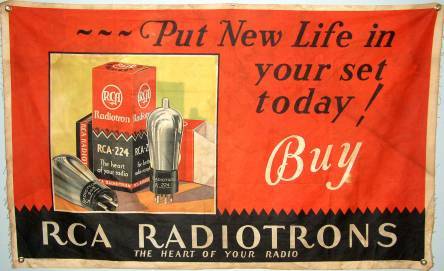 ~~~Put New Life in
your set
today!
Buy
RCA
Radiotron
RCA-224
The heart
of your radio
RCA RADIOTRON
RCA RADIOTRONS
THE HEART OF YOUR RADIO